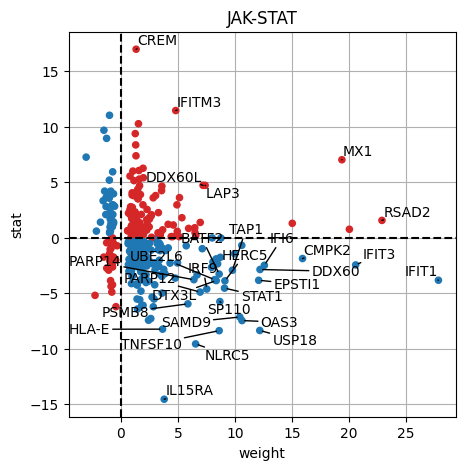 JAK-STAT
CREM
IFITM3
MX1
DDX60L
LAP3
RSAD2
TAP1
BATF2
IFI6
CMPK2
IFIT3
UBE2L6
HERC5
PARP14
IRF9
DDX60
IFIT1
PARP12
EPSTI1
DTX3L
STAT1
PSMB8
SP110
HLA-E
SAMD9
OAS3
TNFSF10
USP18
NLRC5
IL15RA
stat
15
10
5
0
−5
−10
−15
0
5
10
15
20
25
weight